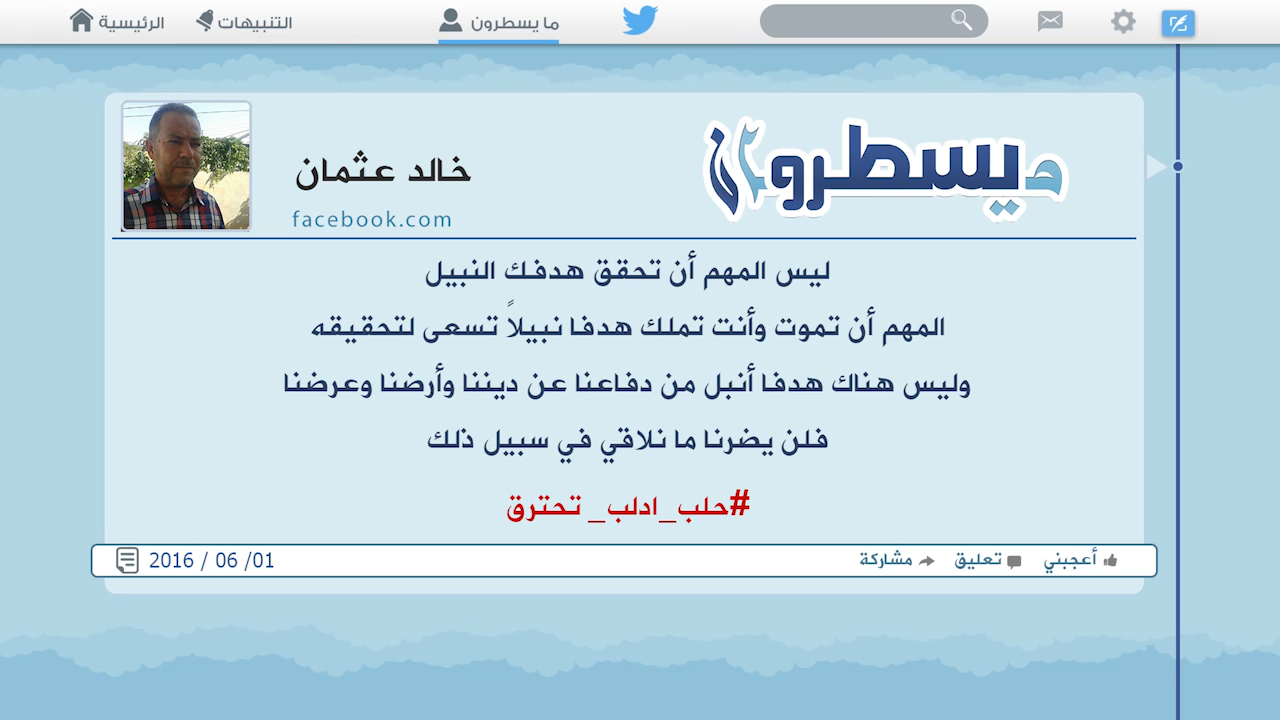 الرئيسية
التنبيهات
ما يسطرون
ما يسطرون
خالد عثمان
facebook.com
ليس المهم أن تحقق هدفك النبيل
المهم أن تموت وأنت تملك هدفا نبيلاً تسعى لتحقيقه
وليس هناك هدفا أنبل من دفاعنا عن ديننا وأرضنا وعرضنا
فلن يضرنا ما نلاقي في سبيل ذلك
#حلب_ادلب_ تحترق
أعجبني تعليق مشاركة
2016 / 06 /01